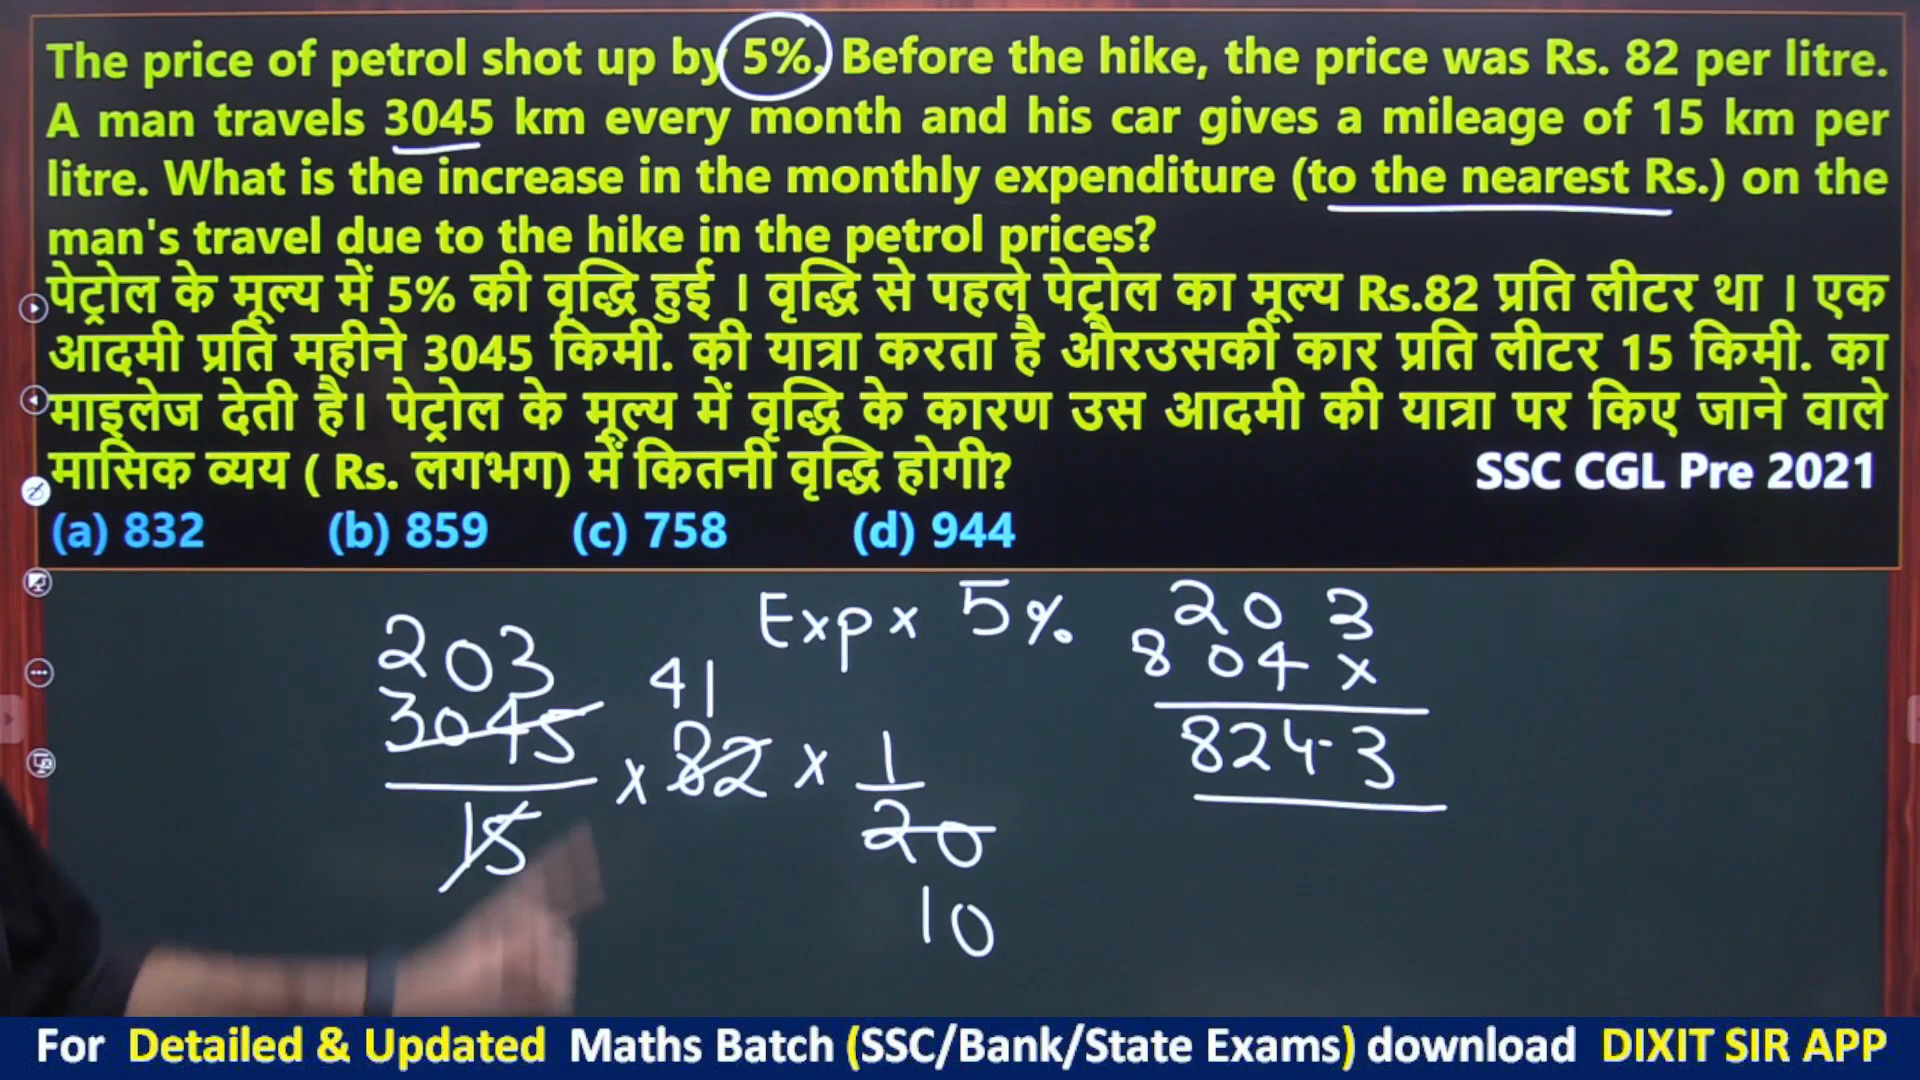 The price of petrol shot up by 5%. Before the hike, the price was Rs. 82 per litre.
A man travels 3045 km every month and his car gives a mileage of 15 km per
litre. What is the increase in the monthly expenditure (to the nearest Rs.) on the
man's travel due to the hike in the petrol prices?
पेट्रोल के मूल्य में 5% की वृद्धि हुई । वृद्धि से पहले पेट्रोल का मूल्य Rs.82 प्रति लीटर था । एक
आदमी प्रति महीने 3045 किमी. की यात्रा करता है औरउसकी कार प्रति लीटर 15 किमी. का
माइलेज देती है। पेट्रोल के मूल्य में वृद्धि के कारण उस आदमी की यात्रा पर किए जाने वाले
मासिक व्यय ( Rs. लगभग) में कितनी वृद्धि होगी?
SSC CGL Pre 2021
(a) 832 (b) 859 (c) 758 (d) 944
Exp x 5%
203
3045
15
x
41
82
x
1
20
10
203
804x
824.3
For Detailed & Updated Maths Batch (SSC/Bank/State Exams) download DIXIT SIR APP